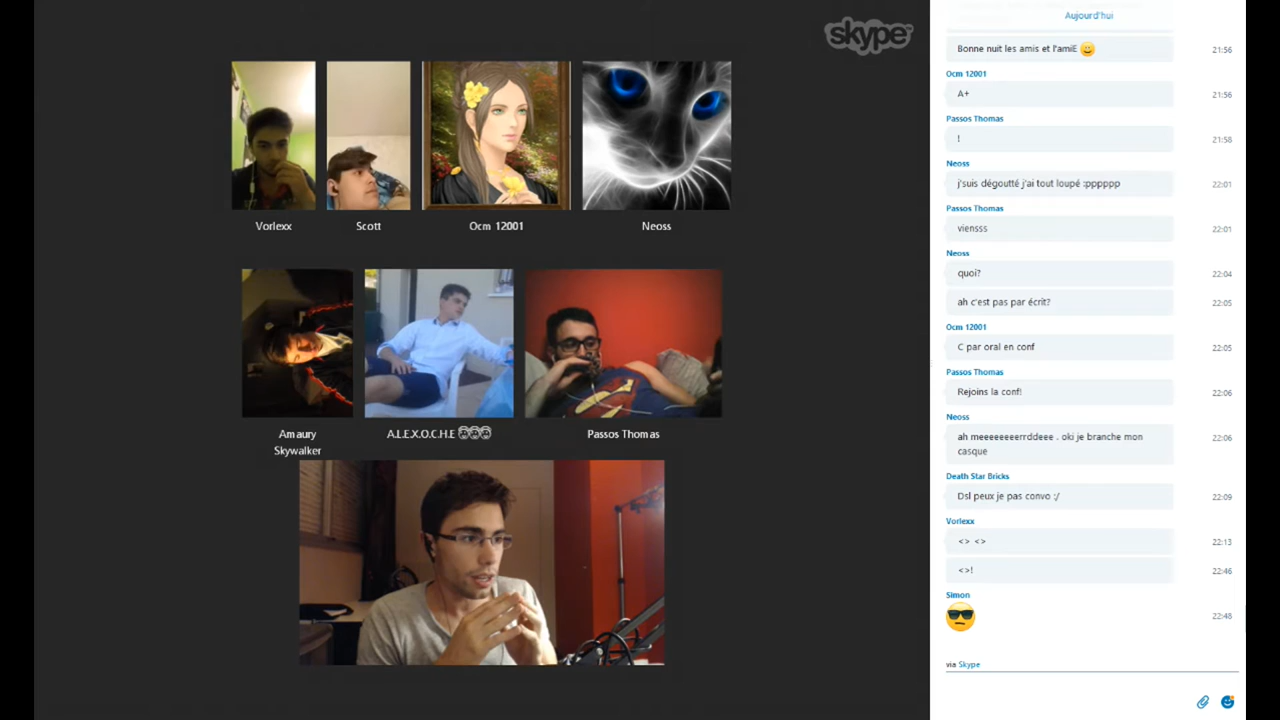 skype
Vorlexx
Scott
Ocm 12001
Neoss
Amaury
Skywalker
A.L.E.X.O.C.H.E
Passos Thomas
Aujourd'hui
Bonne nuit les amis et l'amiE
21:56
Ocm 12001
A+
21:56
Passos Thomas
!
21:58
Neoss
j'suis dégoutté j'ai tout loupé :pppppp
22:01
Passos Thomas
viensss
22:01
Neoss
quoi?
22:04
ah c'est pas par écrit?
22:05
Ocm 12001
C par oral en conf
22:05
Passos Thomas
Rejoins la conf!
22:06
Neoss
ah meeeeeeeerrddeee . oki je branche mon
casque
22:06
Death Star Bricks
Dsl peux je pas convo :/
22:09
Vorlexx
<> <>
22:13
<>!
22:46
Simon
22:48
via Skype